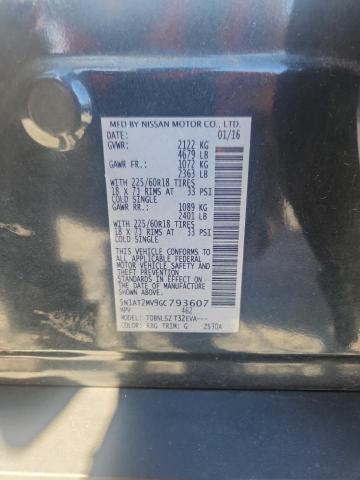 MFD BY NISSAN MOTOR CO., LTD.
DATE: 01/16
GVWR: 2122 KG
4679 LB
GAWR FR.: 1072 KG
2363 LB
WITH 225/60R18 TIRES
18 X 7J RIMS AT 33 PSI
COLD SINGLE
GAWR RR.: 1089 KG
2401 LB
WITH 225/60R18 TIRES
18 X 7J RIMS AT 33 PSI
COLD SINGLE
THIS VEHICLE CONFORMS TO
ALL APPLICABLE FEDERAL
MOTOR VEHICLE SAFETY
AND THEFT PREVENTION
STANDARDS IN EFFECT ON
THE DATE OF MANUFACTURE
SHOWN ABOVE.
5N1AT2MV9GC793607
MPV 462
MODEL: TDBNLSZ T32EVA---
COLOR: TRIM: G